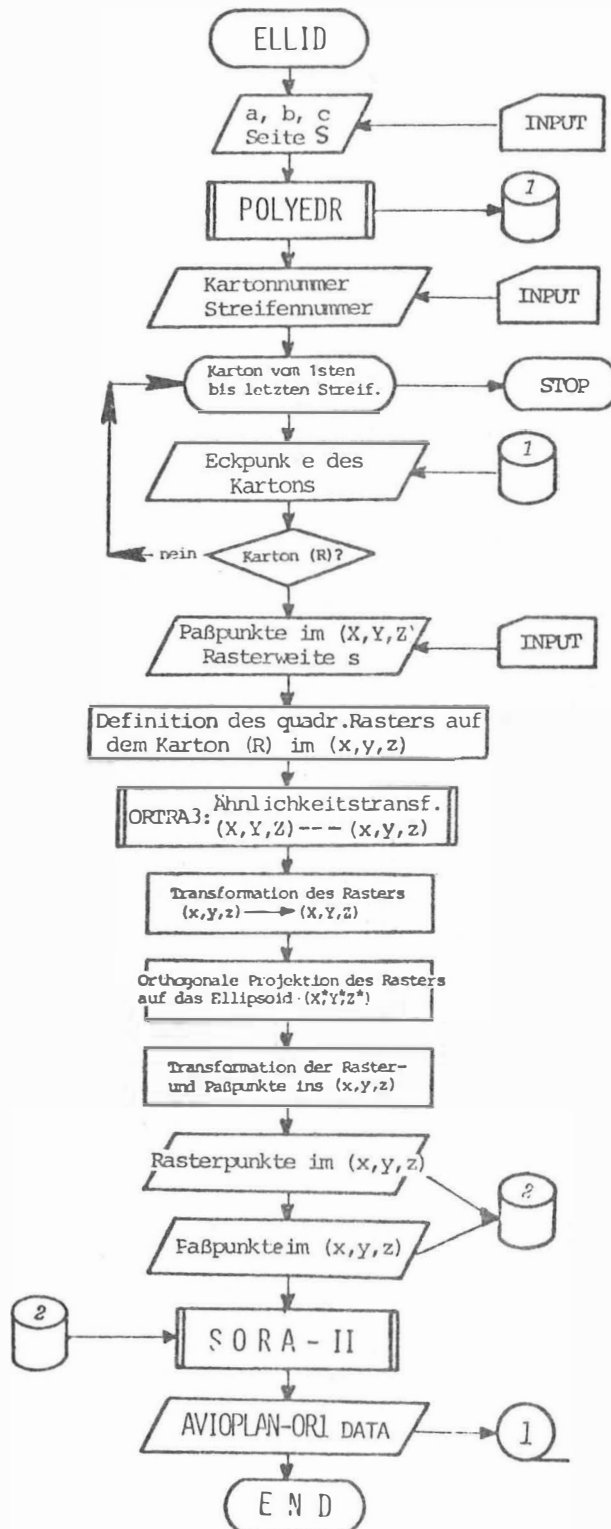 ELLID
a, b, c
Seite S
INPUT
POLYEDR
1
Kartonnummer
Streifennummer
INPUT
Karton vom 1sten
bis letzten Streif.
STOP
Eckpunk e des
Kartons
1
nein
Karton (R)?
Paßpunkte im (X,Y,Z)
Rasterweite s
INPUT
Definition des quadr.Rasters auf
dem Karton (R) im (x,y,z)
ORTRA3: Ähnlichkeitstransf.
(X,Y,Z) --- (x,y,z)
Transformation des Rasters
(x,y,z) → (X,Y,Z)
Orthogonale Projektion des Rasters
auf das Ellipsoid (X*,Y*,Z*)
Transformation der Raster-
und Paßpunkte ins (x,y,z)
Rasterpunkte im (x,y,z)
2
Paßpunkte im (x,y,z)
2
SORA-II
AVIOPLAN-OR1 DATA
1
END